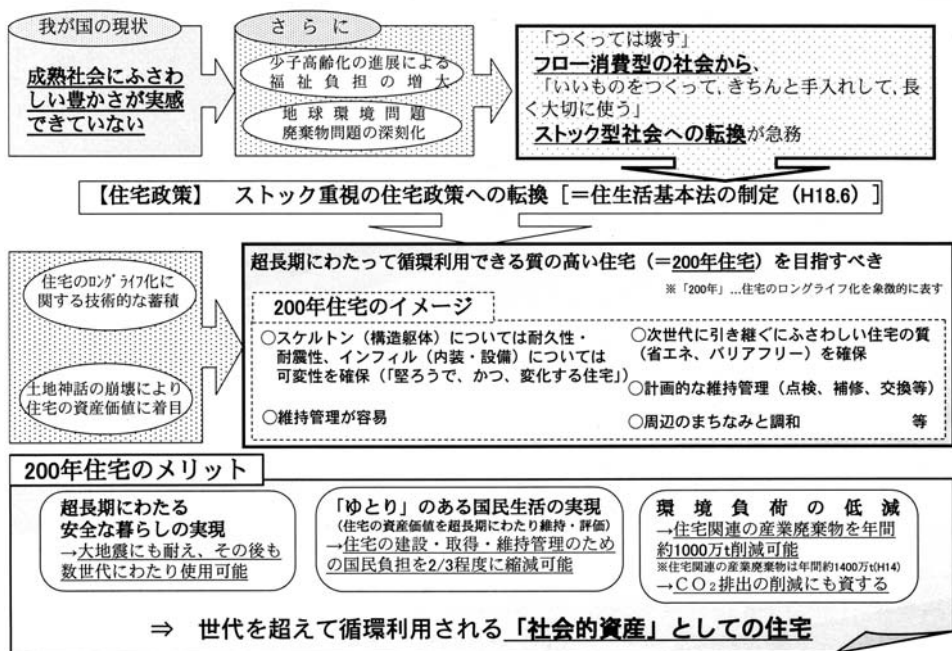 我が国の現状
成熟社会にふさわ
しい豊かさが実感
できていない
さらに
少子高齢化の進展による
福祉負担の増大
地球環境問題
廃棄物問題の深刻化
「つくっては壊す」
フロー消費型の社会から、
「いいものをつくって,きちんと手入れして,長
く大切に使う」
ストック型社会への転換が急務
【住宅政策】 ストック重視の住宅政策への転換 [=住生活基本法の制定(H18.6)]
住宅のロングライフ化に
関する技術的な蓄積
土地神話の崩壊により
住宅の資産価値に着目
超長期にわたって循環利用できる質の高い住宅(=200年住宅)を目指すべき
※「200年」…住宅のロングライフ化を象徴的に表す
200年住宅のイメージ
○スケルトン(構造躯体)については耐久性・
耐震性、インフィル(内装・設備)については
可変性を確保(「堅ろうで、かつ、変化する住宅」)
○維持管理が容易
○次世代に引き継ぐにふさわしい住宅の質
(省エネ、バリアフリー)を確保
○計画的な維持管理(点検、補修、交換等)
○周辺のまちなみと調和 等
200年住宅のメリット
超長期にわたる
安全な暮らしの実現
→大地震にも耐え、その後も
数世代にわたり使用可能
「ゆとり」のある国民生活の実現
(住宅の資産価値を超長期にわたり維持・評価)
→住宅の建設・取得・維持管理のため
の国民負担を2/3程度に縮減可能
環境負荷の低減
→住宅関連の産業廃棄物を年間
約1000万t削減可能
※住宅関連の産業廃棄物は年間約1400万t(H14)
→CO2排出の削減にも資する
⇒ 世代を超えて循環利用される「社会的資産」としての住宅